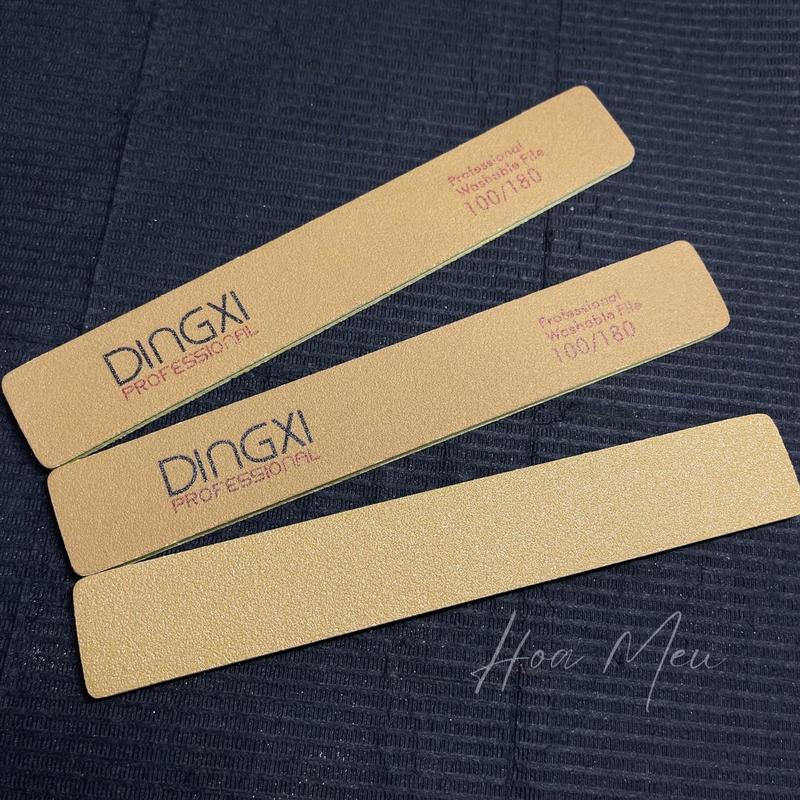 Professional
Washable File
100/180
DINGXI
PROFESSIONAL
Professional
Washable File
100/180
DINGXI
PROFESSIONAL
Hoa Meu